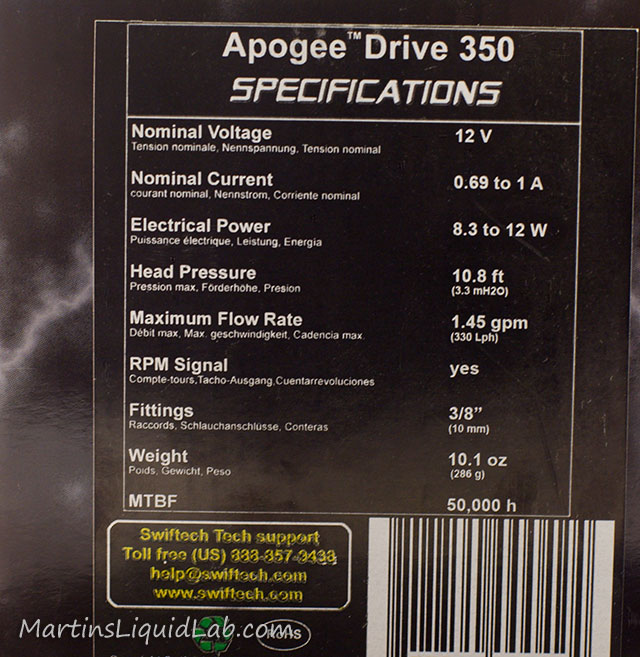 Apogee™ Drive 350
SPECIFICATIONS
Nominal Voltage 12 V
Tension nominale, Nennspannung, Tension nominal
Nominal Current 0.69 to 1 A
courant nominal, Nennstrom, Corriente nominal
Electrical Power 8.3 to 12 W
Puissance électrique, Leistung, Energia
Head Pressure 10.8 ft
Pression max, Förderhöhe, Presion (3.3 mH2O)
Maximum Flow Rate 1.45 gpm
Débit max, Max. geschwindigkeit, Cadencia max. (330 Lph)
RPM Signal yes
Compte-tours,Tacho-Ausgang,Cuentarrevoluciones
Fittings 3/8”
Raccords, Schlauchanschlüsse, Conteras (10 mm)
Weight 10.1 oz
Poids, Gewicht, Peso (286 g)
MTBF 50,000 h
Swiftech Tech support
Toll free (US)
help@swiftech.com
www.swiftech.com
MartinsLiquidLab.com
RoHS